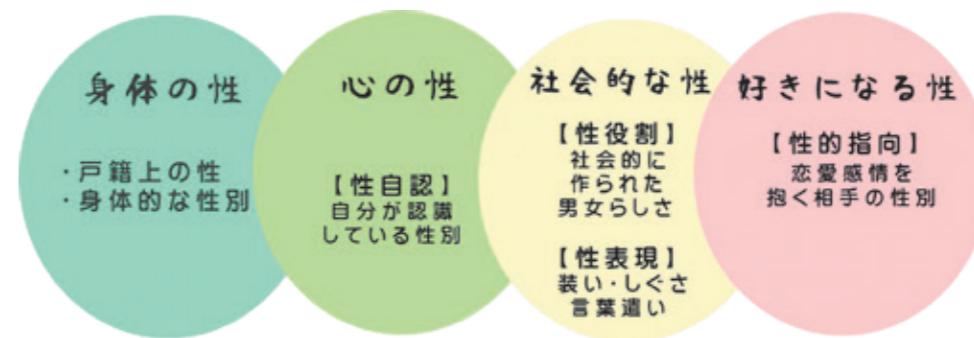 身体の性
・戸籍上の性
・身体的な性別
心の性
【性自認】
自分が認識
している性別
社会的な性
【性役割】
社会的に
作られた
男女らしさ
【性表現】
装い・しぐさ
言葉遣い
好きになる性
【性的指向】
恋愛感情を
抱く相手の性別